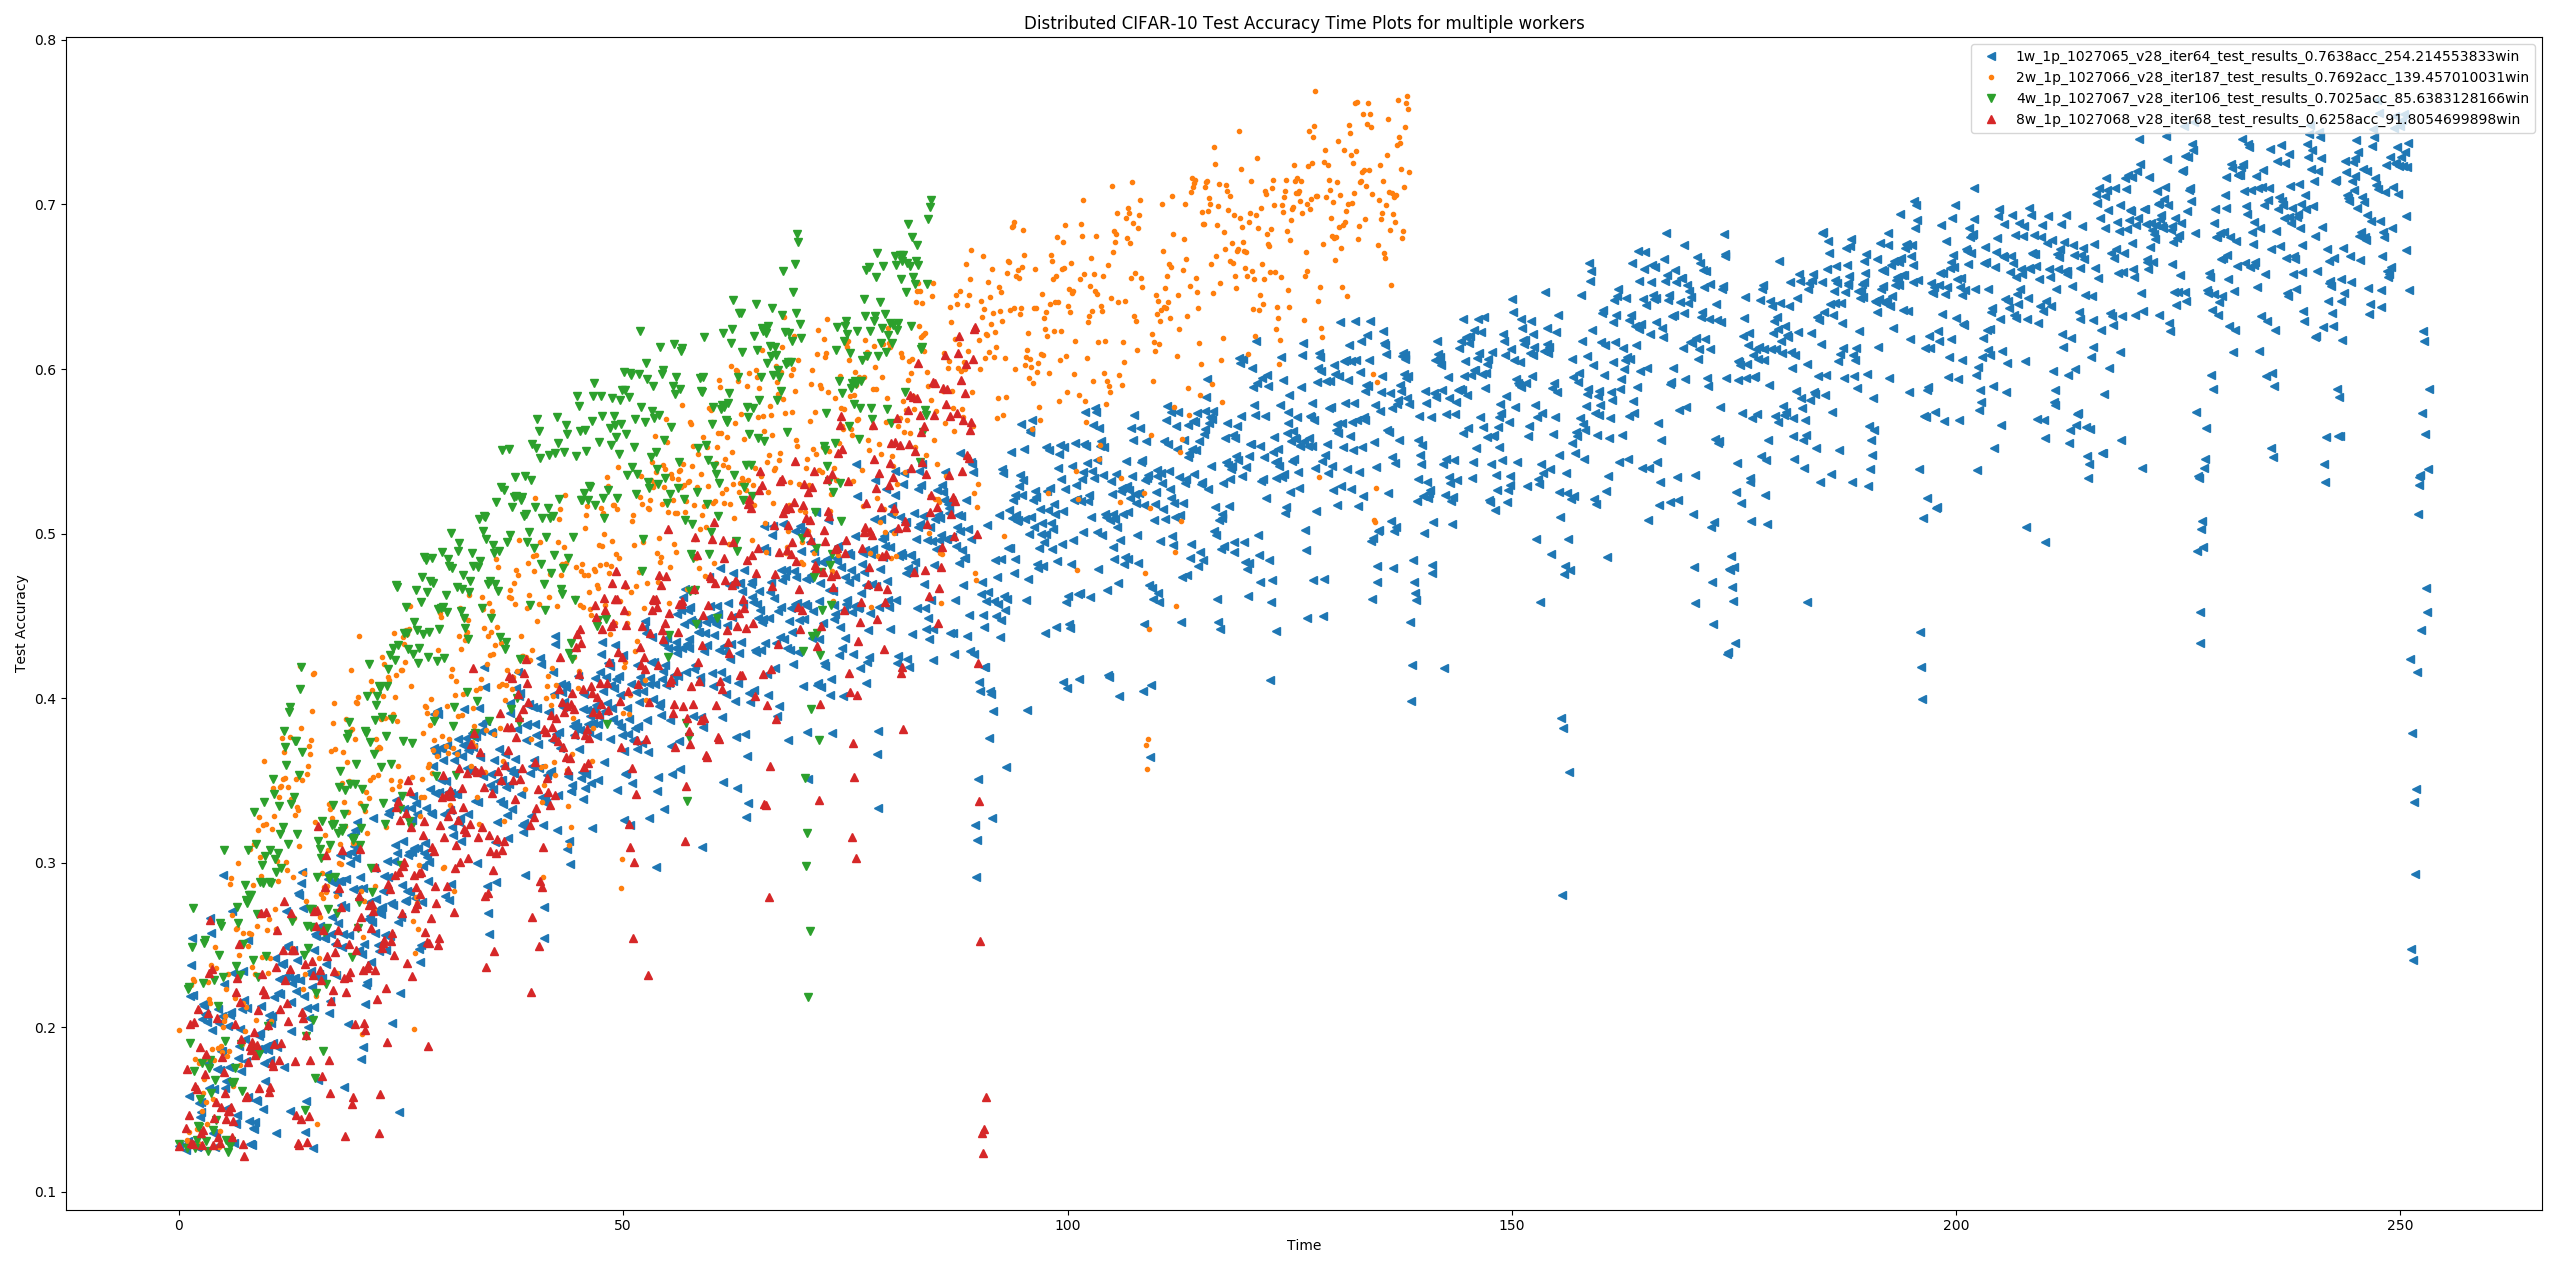 Distributed CIFAR-10 Test Accuracy Time Plots for multiple workers
1w_1p_1027065_v28_iter64_test_results_0.7638acc_254.214553833win
2w_1p_1027066_v28_iter187_test_results_0.7692acc_139.457010031win
4w_1p_1027067_v28_iter106_test_results_0.7025acc_85.6383128166win
8w_1p_1027068_v28_iter68_test_results_0.6258acc_91.8054699898win
Test Accuracy
0.8
0.7
0.6
0.5
0.4
0.3
0.2
0.1
0
50
100
150
200
250
Time